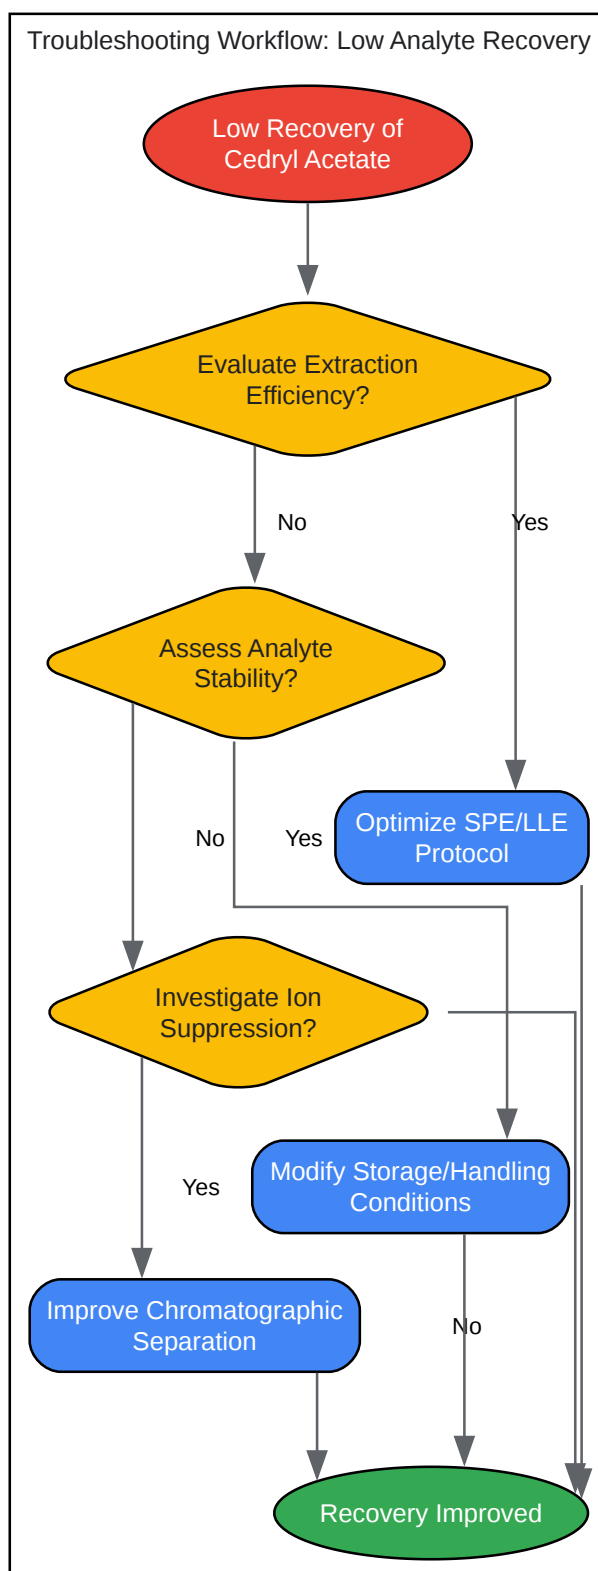 Troubleshooting Workflow: Low Analyte Recovery
Low Recovery of
Cedryl Acetate
Evaluate Extraction
Efficiency?
No
Yes
Assess Analyte
Stability?
No
Yes
Optimize SPE/LLE
Protocol
Investigate Ion
Suppression?
Yes
Modify Storage/Handling
Conditions
Improve Chromatographic
Separation
No
Recovery Improved